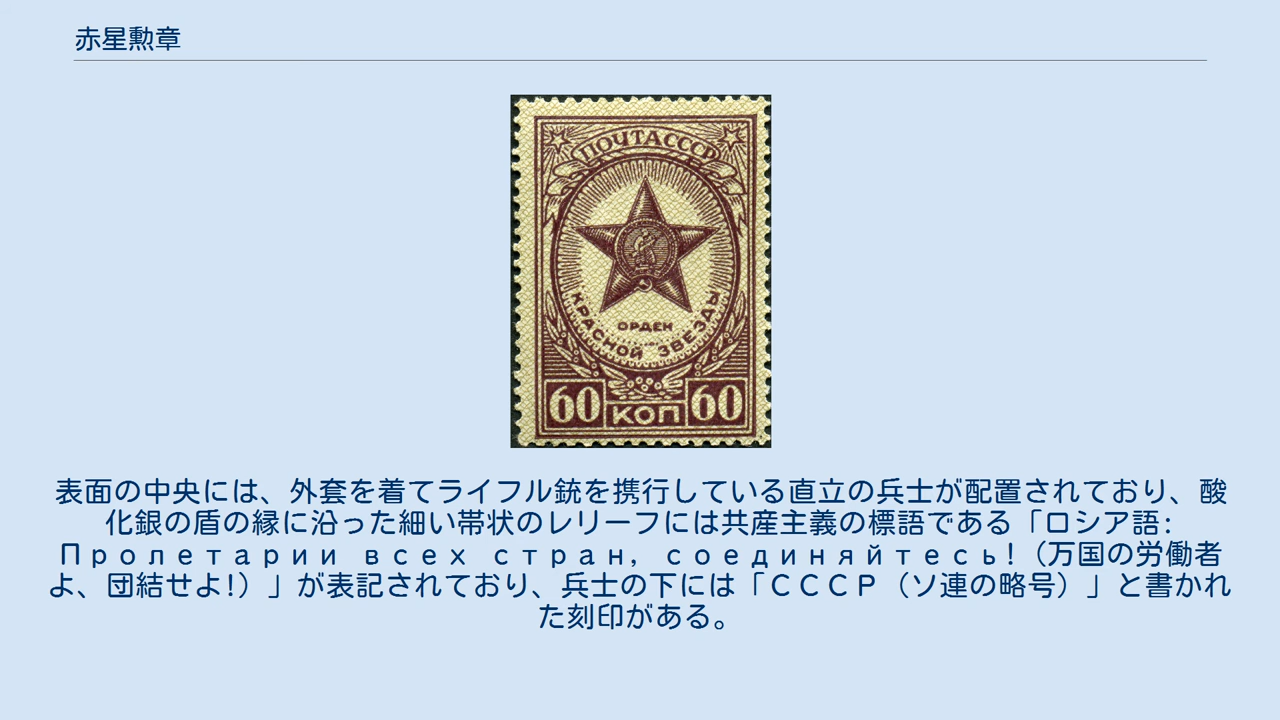 赤星勲章
ПОЧТА СССР
ОРДЕН
КРАСНОЙ ЗВЕЗДЫ
60 КОП 60
表面の中央には、外套を着てライフル銃を携行している直立の兵士が配置されており、酸
化銀の盾の縁に沿った細い帯状のレリーフには共産主義の標語である「ロシア語:
Пролетарии всех стран, соединяйтесь!（万国の労働者
よ、団結せよ!）」が表記されており、兵士の下には「СССР（ソ連の略号）」と書かれ
た刻印がある。